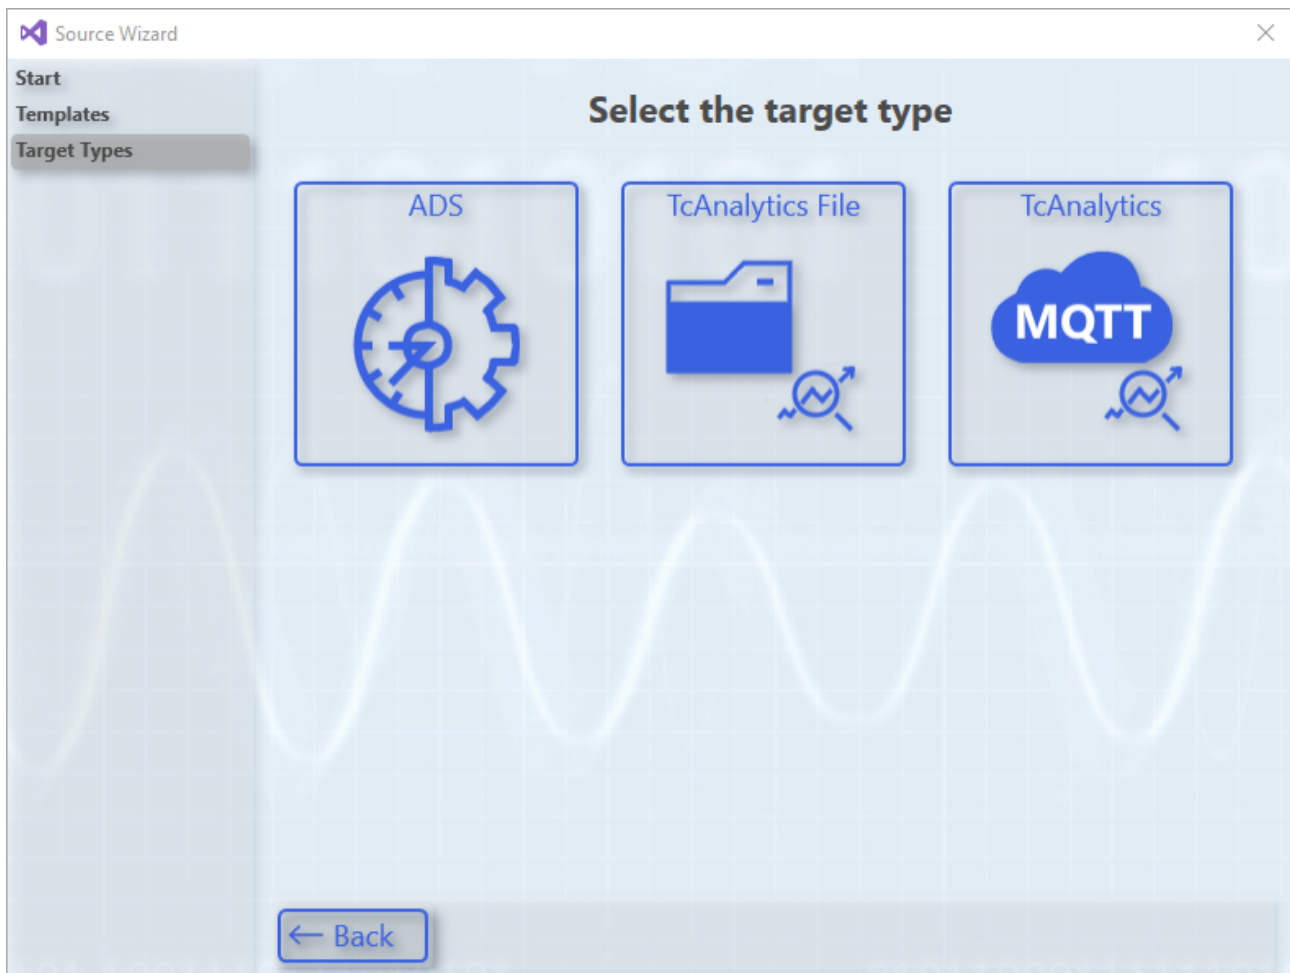 Source Wizard
Start
Templates
Target Types
Select the target type
ADS
TcAnalytics File
TcAnalytics
MQTT
← Back